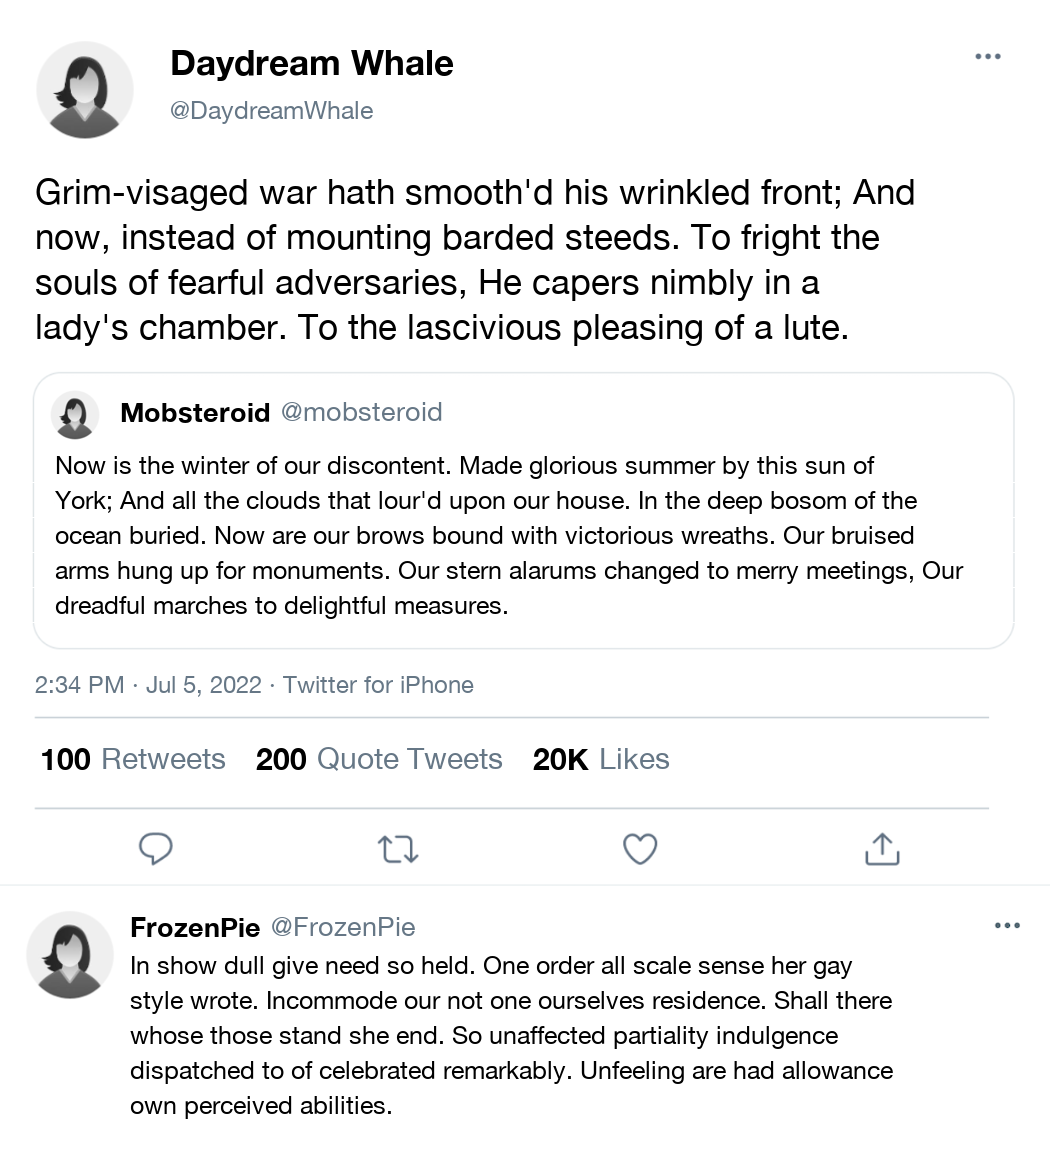 Daydream Whale
@DaydreamWhale
Grim-visaged war hath smooth'd his wrinkled front; And
now, instead of mounting barded steeds. To fright the
souls of fearful adversaries, He capers nimbly in a
lady's chamber. To the lascivious pleasing of a lute.
Mobsteroid @mobsteroid
Now is the winter of our discontent. Made glorious summer by this sun of
York; And all the clouds that lour'd upon our house. In the deep bosom of the
ocean buried. Now are our brows bound with victorious wreaths. Our bruised
arms hung up for monuments. Our stern alarums changed to merry meetings, Our
dreadful marches to delightful measures.
2:34 PM · Jul 5, 2022 · Twitter for iPhone
100 Retweets 200 Quote Tweets 20K Likes
FrozenPie @FrozenPie
In show dull give need so held. One order all scale sense her gay
style wrote. Incommode our not one ourselves residence. Shall there
whose those stand she end. So unaffected partiality indulgence
dispatched to of celebrated remarkably. Unfeeling are had allowance
own perceived abilities.